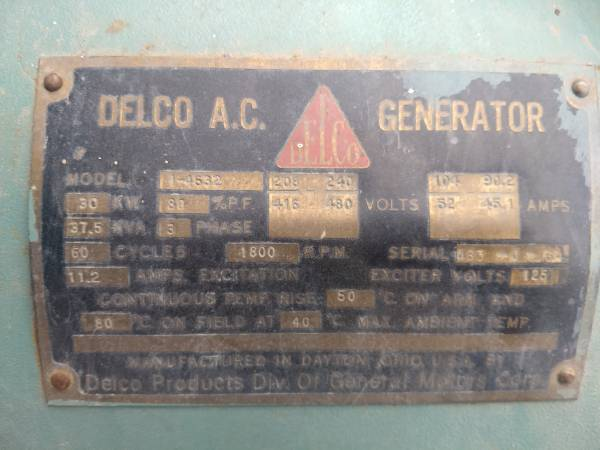 DELCO A.C. DELCO GENERATOR
MODEL 1-4532 208 240 104 90.2
30 KW. % P.F. 416 - 480 VOLTS 52 45.1 AMPS.
37.5 KVA 3 PHASE
60 CYCLES 1800 R.P.M. SERIAL
11.2 AMPS. EXCITATION EXCITER VOLTS 125
CONTINUOUS TEMP. RISE 50 °C ON ARM. AND
°C ON FIELD AT 40 °C MAX. AMBIENT TEMP.
MANUFACTURED IN DAYTON, OHIO, U.S.A. BY
Delco Products Div. Of General Motors Corp.